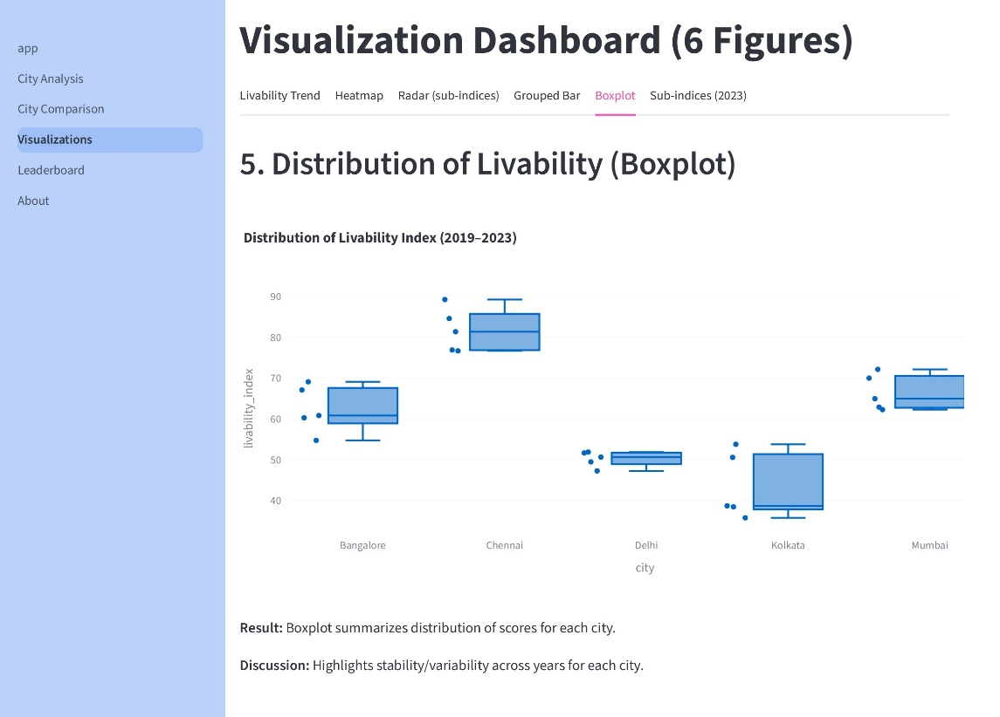 app
City Analysis
City Comparison
Visualizations
Leaderboard
About
Visualization Dashboard (6 Figures)
Livability Trend Heatmap Radar (sub-indices) Grouped Bar Boxplot Sub-indices (2023)
5. Distribution of Livability (Boxplot)
Distribution of Livability Index (2019–2023)
90
80
70
60
50
40
livability_index
Bangalore Chennai Delhi Kolkata Mumbai
city
Result: Boxplot summarizes distribution of scores for each city.
Discussion: Highlights stability/variability across years for each city.